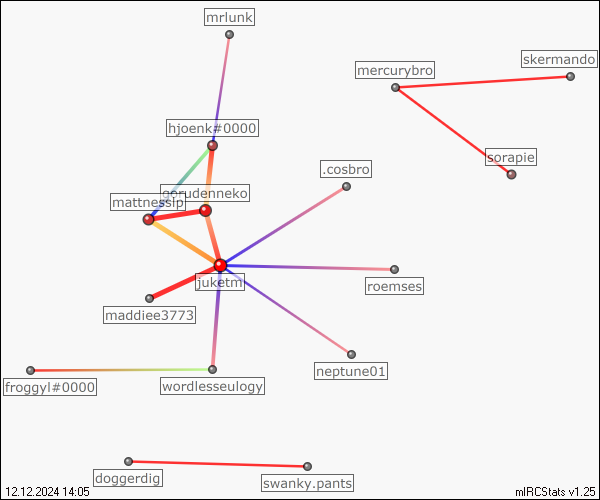 mrlunk
skermando
mercurybro
hjoenk#0000
sorapie
.cosbro
gorudenneko
mattnessip
juketm
roemses
maddiee3773
neptune01
froggyl#0000
wordlesseulogy
doggerdig
swanky.pants
12.12.2024 14:05
mIRCStats v1.25